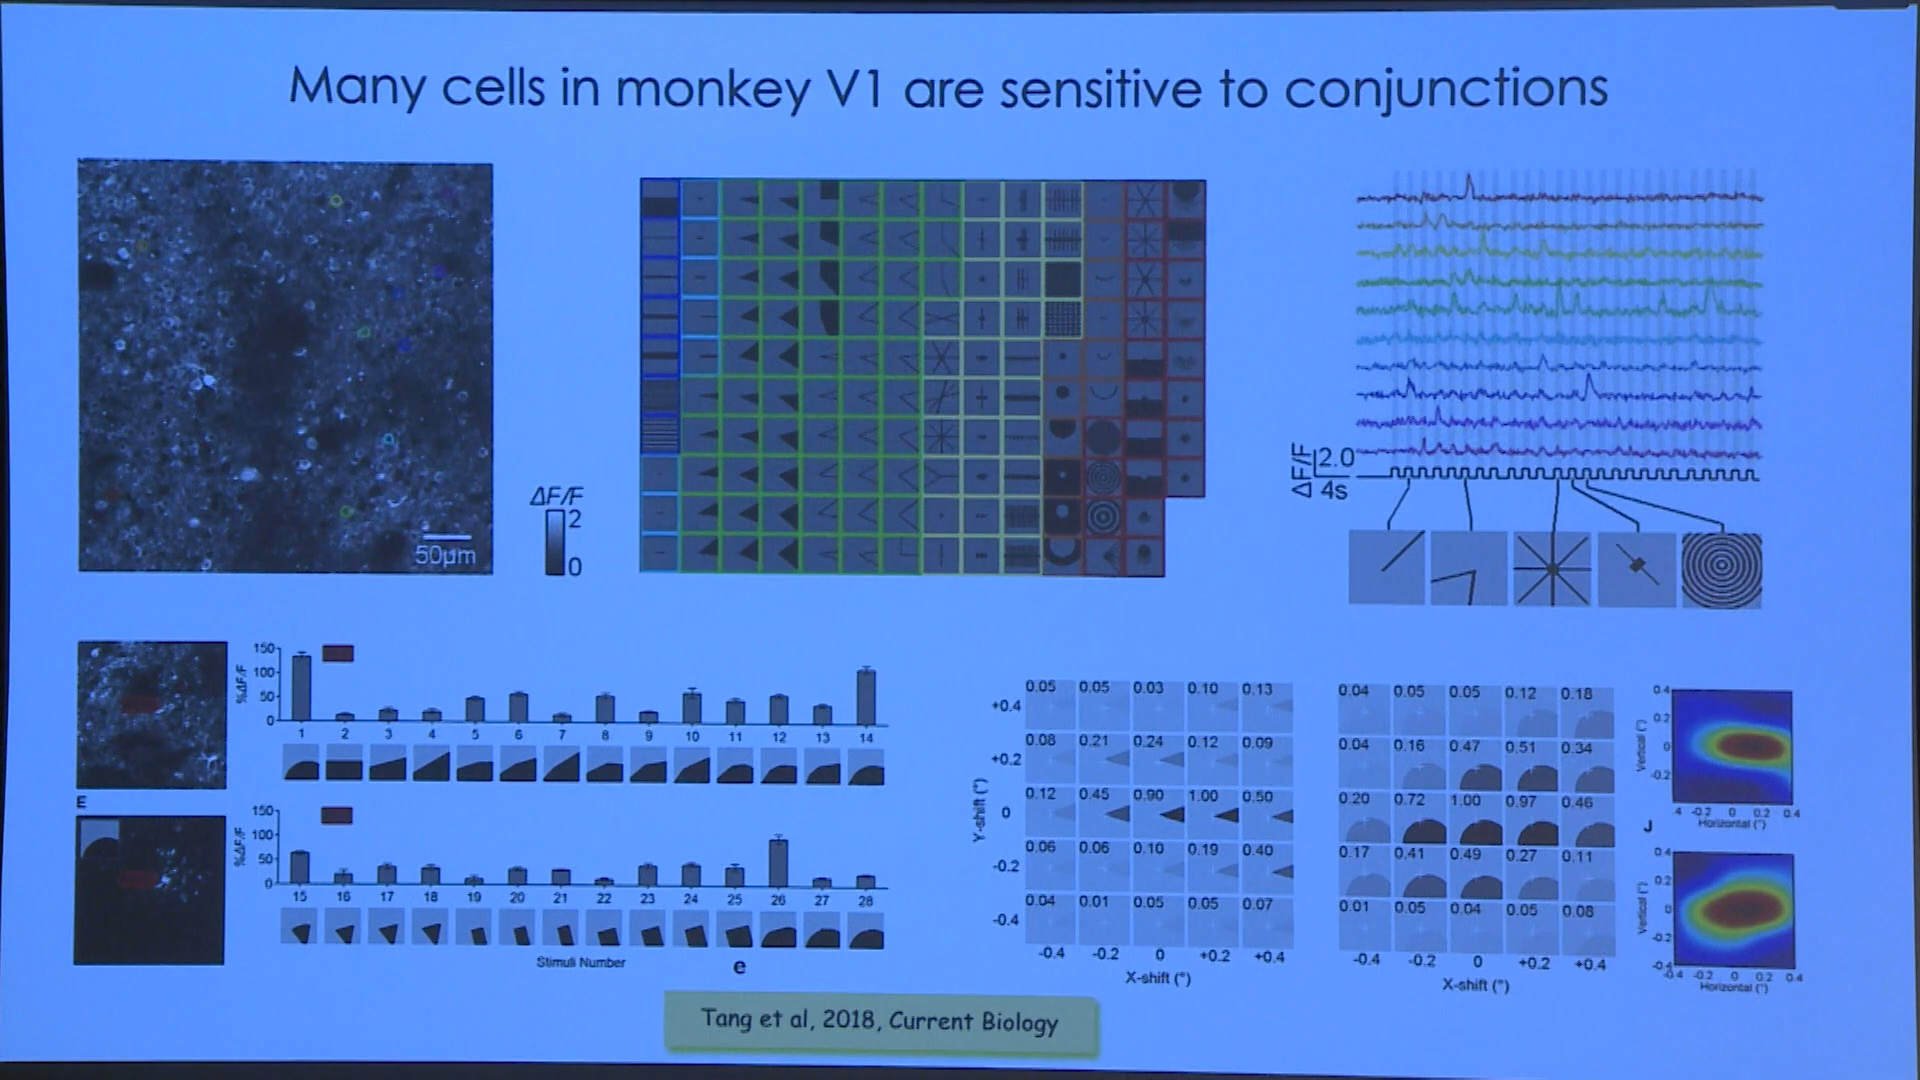 Many cells in monkey V1 are sensitive to conjunctions
ΔF/F
2
0
50µm
ΔF/F
2.0
4s
%ΔF/F
150
100
50
0
1 2 3 4 5 6 7 8 9 10 11 12 13 14
E
%ΔF/F
150
100
50
0
15 16 17 18 19 20 21 22 23 24 25 26 27 28
Stimuli Number
e
Y-shift (°)
+0.4 0.05 0.05 0.03 0.10 0.13
+0.2 0.08 0.21 0.24 0.12 0.09
0 0.12 0.45 0.90 1.00 0.50
-0.2 0.06 0.06 0.10 0.19 0.40
-0.4 0.04 0.01 0.05 0.05 0.07
-0.4 -0.2 0 +0.2 +0.4
X-shift (°)
0.04 0.05 0.05 0.12 0.18
0.04 0.16 0.47 0.51 0.34
0.20 0.72 1.00 0.97 0.46
0.17 0.41 0.49 0.27 0.11
0.01 0.05 0.04 0.05 0.08
-0.4 -0.2 0 +0.2 +0.4
X-shift (°)
Vertical (°)
0.4
0.2
0
-0.2
4 -0.2 0 0.2 0.4
Horizontal (°)
J
Vertical (°)
0.4
0.2
0
-0.2
-0.4
-0.4 -0.2 0 0.2 0.4
Horizontal (°)
Tang et al, 2018, Current Biology